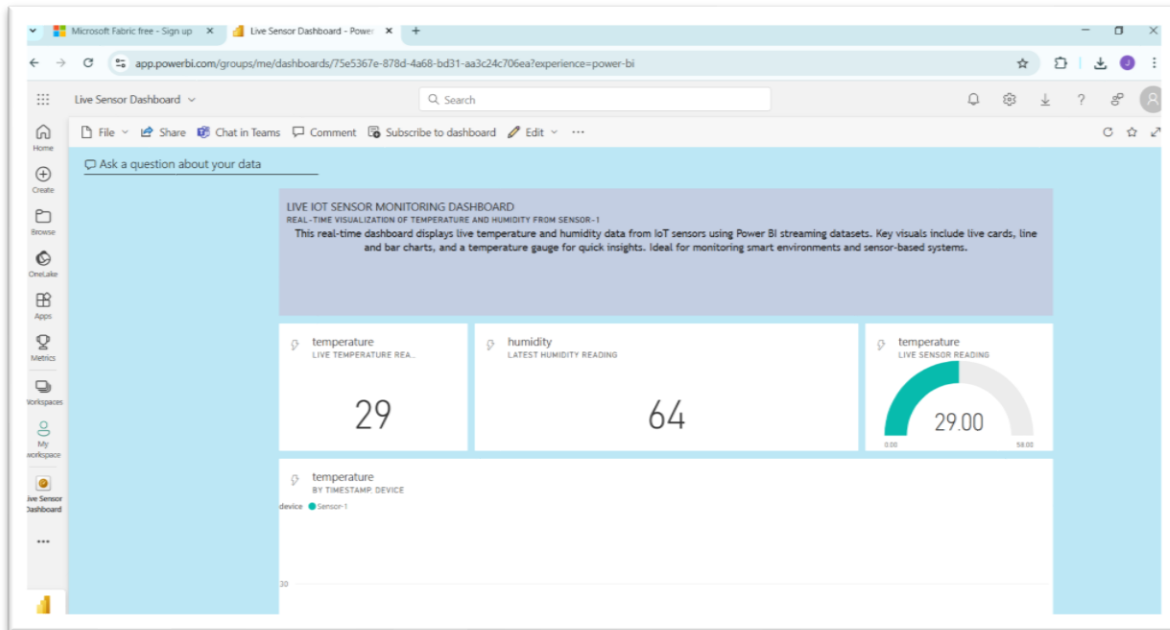 Microsoft Fabric free - Sign up
Live Sensor Dashboard - Power
app.powerbi.com/groups/me/dashboards/75e5367e-878d-4a68-bd31-aa3c24c706ea?experience=power-bi
Live Sensor Dashboard
Search
File
Share
Chat in Teams
Comment
Subscribe to dashboard
Edit
Home
Create
Browse
OneLake
Apps
Metrics
Workspaces
My
workspace
Live Sensor
Dashboard
Ask a question about your data
LIVE IOT SENSOR MONITORING DASHBOARD
REAL-TIME VISUALIZATION OF TEMPERATURE AND HUMIDITY FROM SENSOR-1
This real-time dashboard displays live temperature and humidity data from IoT sensors using Power BI streaming datasets. Key visuals include live cards, line
and bar charts, and a temperature gauge for quick insights. Ideal for monitoring smart environments and sensor-based systems.
temperature
LIVE TEMPERATURE REA...
29
humidity
LATEST HUMIDITY READING
64
temperature
LIVE SENSOR READING
29.00
0.00
58.00
temperature
BY TIMESTAMP, DEVICE
device Sensor-1
30